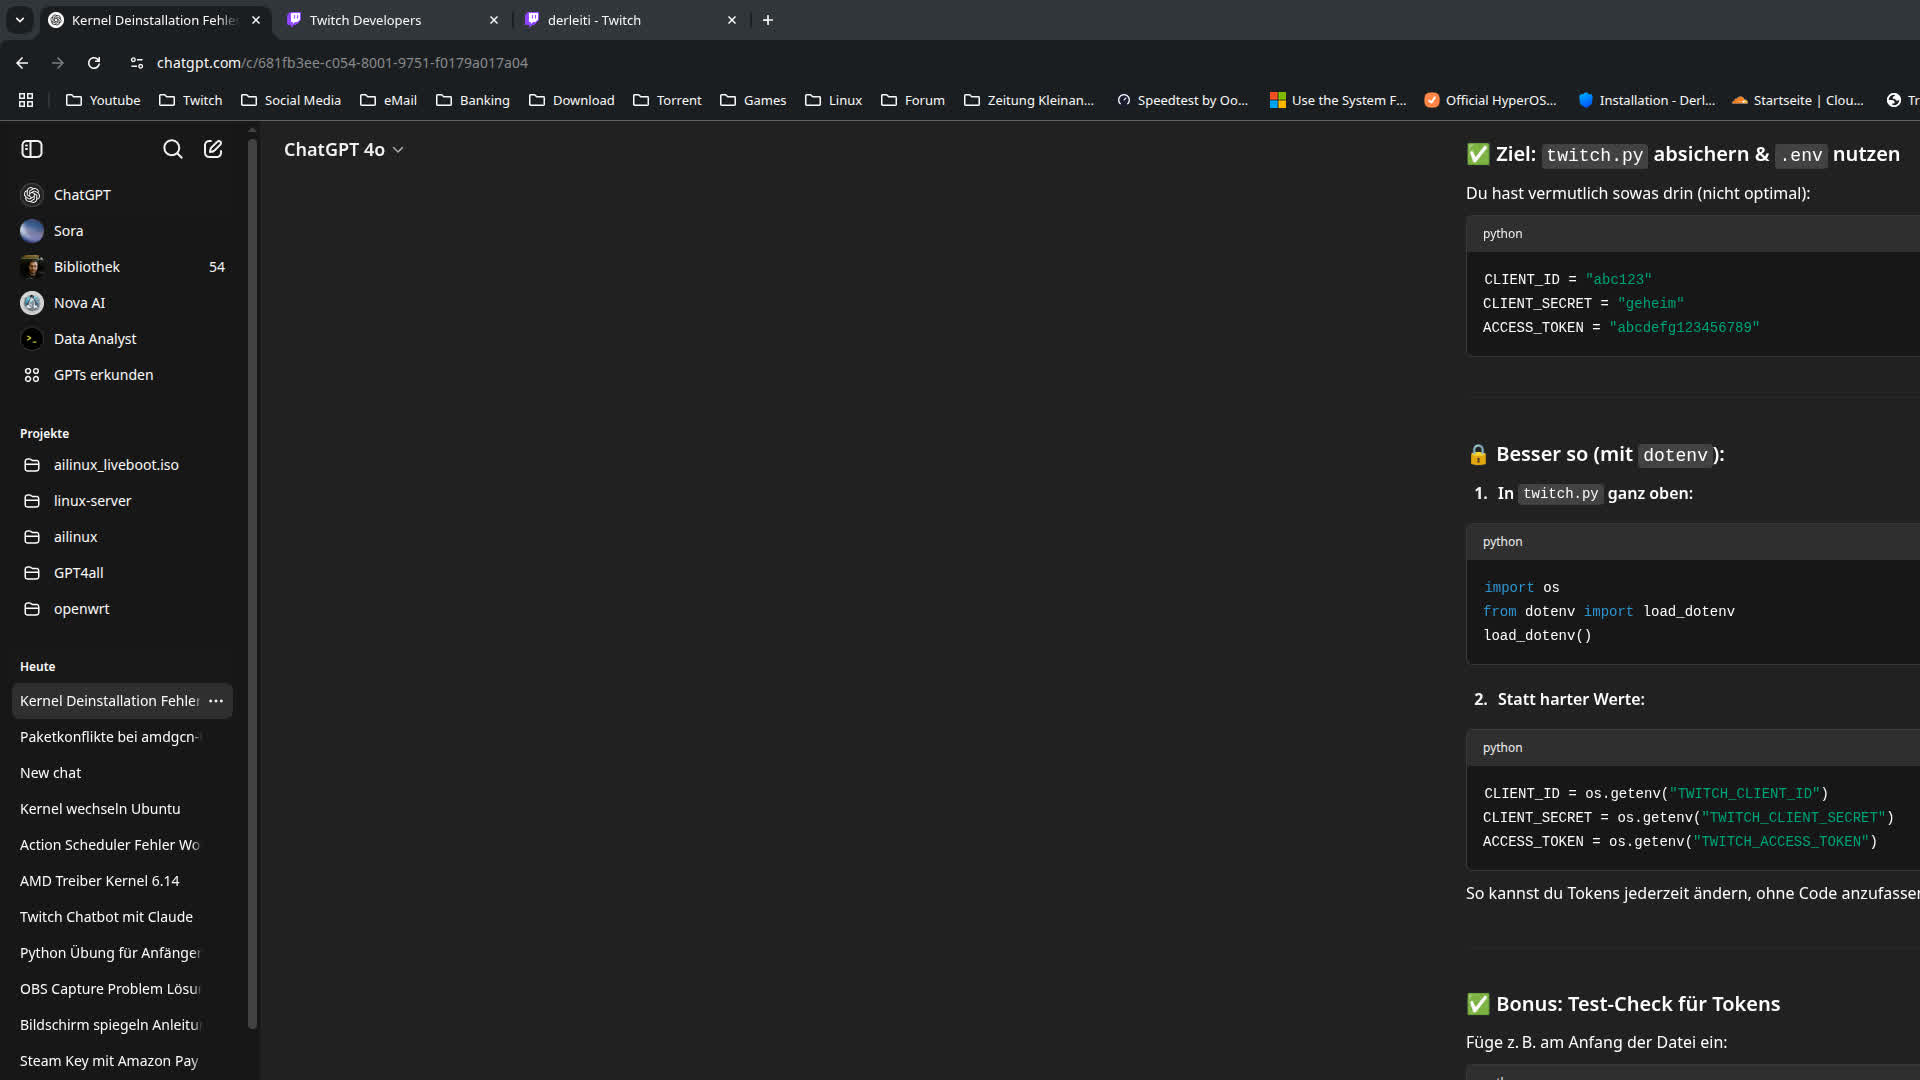 Kernel Deinstallation Fehle
Twitch Developers
derleiti - Twitch
chatgpt.com/c/681fb3ee-c054-8001-9751-f0179a017a04
Youtube
Twitch
Social Media
eMail
Banking
Download
Torrent
Games
Linux
Forum
Zeitung Kleinan...
Speedtest by Oo...
Use the System F...
Official HyperOS...
Installation - Derl...
Startseite | Clou...
Tr
ChatGPT
Sora
Bibliothek 54
Nova AI
Data Analyst
GPTs erkunden
Projekte
ailinux_liveboot.iso
linux-server
ailinux
GPT4all
openwrt
Heute
Kernel Deinstallation Fehler
Paketkonflikte bei amdgcn-
New chat
Kernel wechseln Ubuntu
Action Scheduler Fehler Wo
AMD Treiber Kernel 6.14
Twitch Chatbot mit Claude
Python Übung für Anfänger
OBS Capture Problem Lösu
Bildschirm spiegeln Anleitu
Steam Key mit Amazon Pay
ChatGPT 4o
✅ Ziel: twitch.py absichern & .env nutzen
Du hast vermutlich sowas drin (nicht optimal):
python
CLIENT_ID = "abc123"
CLIENT_SECRET = "geheim"
ACCESS_TOKEN = "abcdefg123456789"
🔒 Besser so (mit dotenv):
1. In twitch.py ganz oben:
python
import os
from dotenv import load_dotenv
load_dotenv()
2. Statt harter Werte:
python
CLIENT_ID = os.getenv("TWITCH_CLIENT_ID")
CLIENT_SECRET = os.getenv("TWITCH_CLIENT_SECRET")
ACCESS_TOKEN = os.getenv("TWITCH_ACCESS_TOKEN")
So kannst du Tokens jederzeit ändern, ohne Code anzufassen
✅ Bonus: Test-Check für Tokens
Füge z. B. am Anfang der Datei ein: